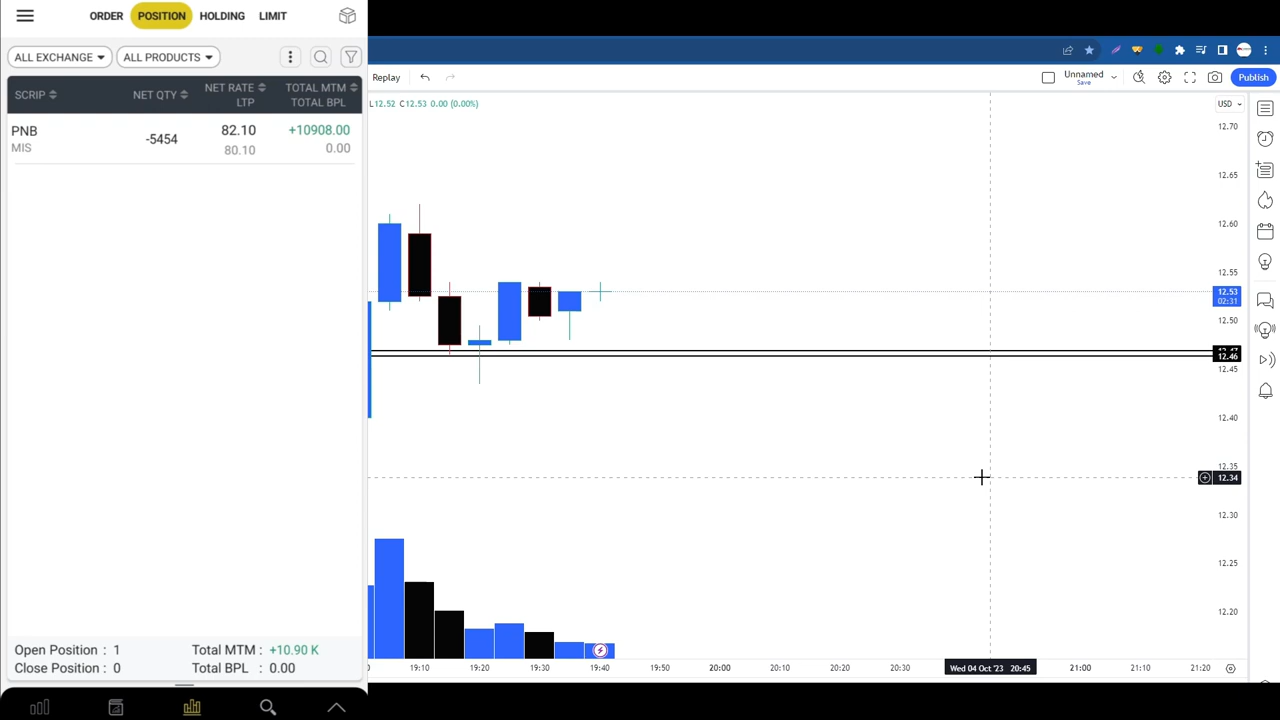 ORDER POSITION HOLDING LIMIT
ALL EXCHANGE ALL PRODUCTS
SCRIP NET QTY NET RATE LTP TOTAL MTM TOTAL BPL
PNB MIS -5454 82.10 80.10 +10908.00 0.00
Open Position : 1 Total MTM : +10.90 K
Close Position : 0 Total BPL : 0.00
Replay Unnamed Save Publish
L12.52 C12.53 0.00 (0.00%) USD
12.70
12.65
12.60
12.55
12.53
02:31
12.50
12.47
12.46
12.45
12.40
12.35
12.34
12.30
12.25
12.20
19:10 19:20 19:30 19:40 19:50 20:00 20:10 20:20 20:30 Wed 04 Oct '23 20:45 21:00 21:10 21:20